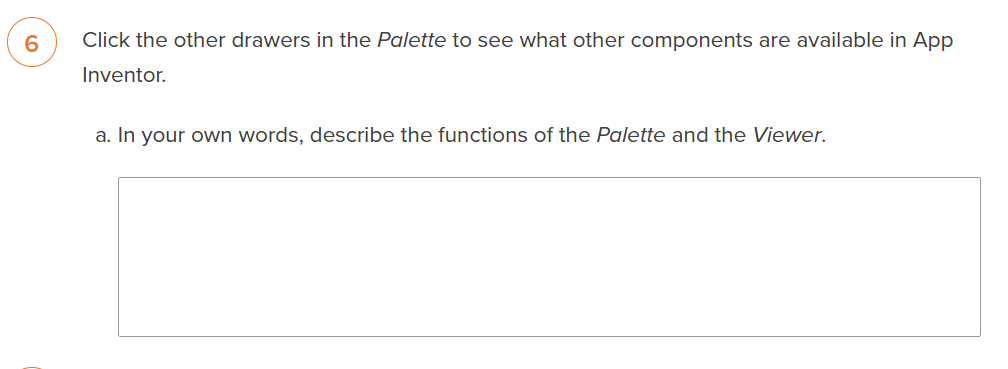 6
Click the other drawers in the Palette to see what other components are available in App
Inventor.
a. In your own words, describe the functions of the Palette and the Viewer.